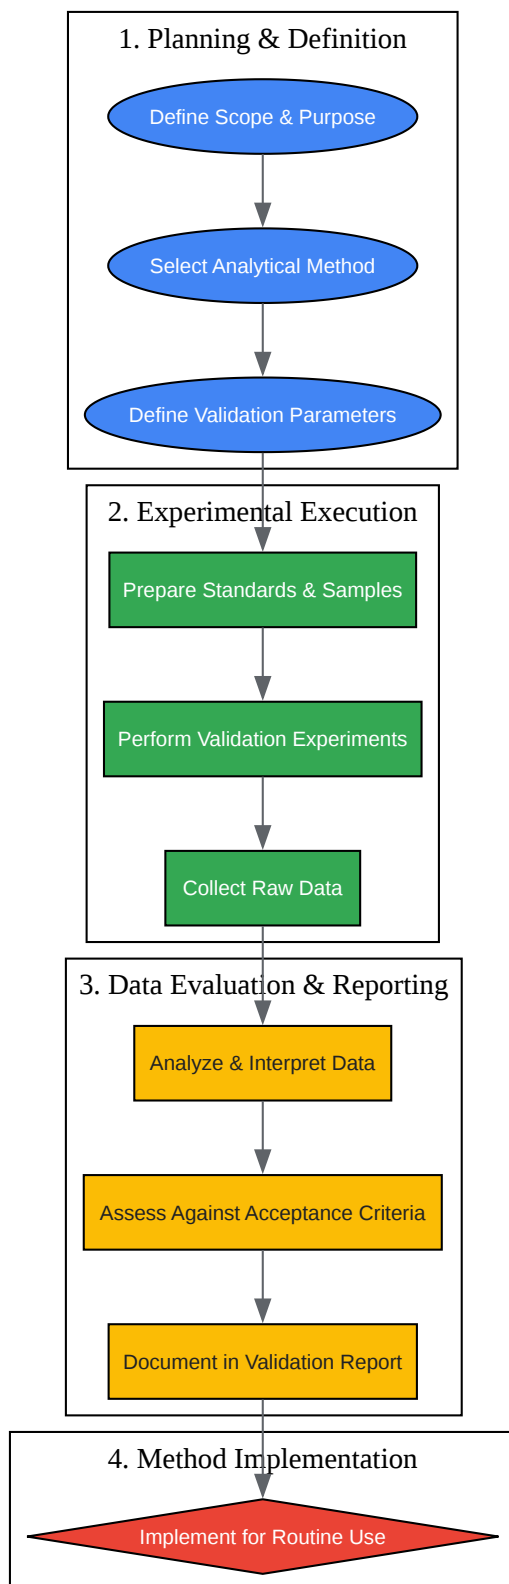 1. Planning & Definition
Define Scope & Purpose
Select Analytical Method
Define Validation Parameters
2. Experimental Execution
Prepare Standards & Samples
Perform Validation Experiments
Collect Raw Data
3. Data Evaluation & Reporting
Analyze & Interpret Data
Assess Against Acceptance Criteria
Document in Validation Report
4. Method Implementation
Implement for Routine Use